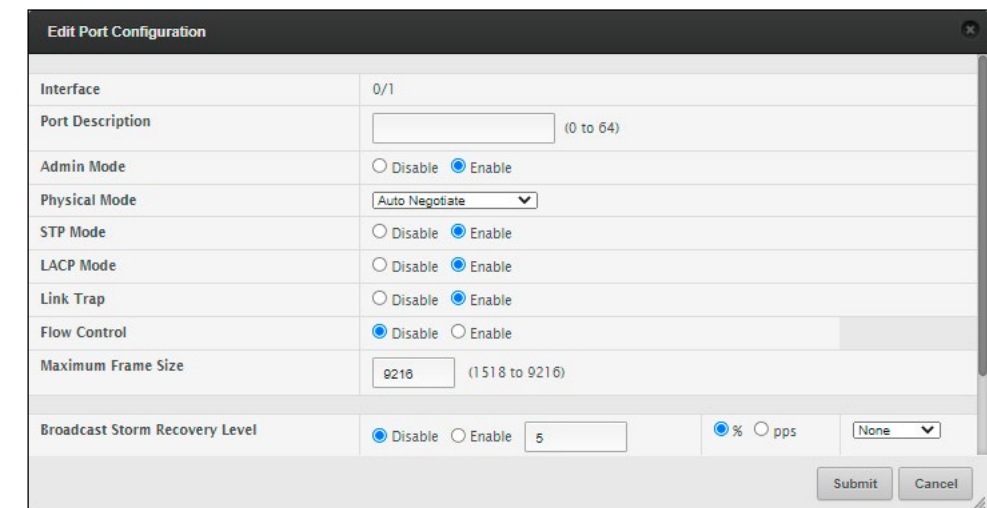 Edit Port Configuration
Interface 0/1
Port Description (0 to 64)
Admin Mode Disable Enable
Physical Mode Auto Negotiate
STP Mode Disable Enable
LACP Mode Disable Enable
Link Trap Disable Enable
Flow Control Disable Enable
Maximum Frame Size 9216 (1518 to 9216)
Broadcast Storm Recovery Level Disable Enable 5 % pps None
Submit Cancel